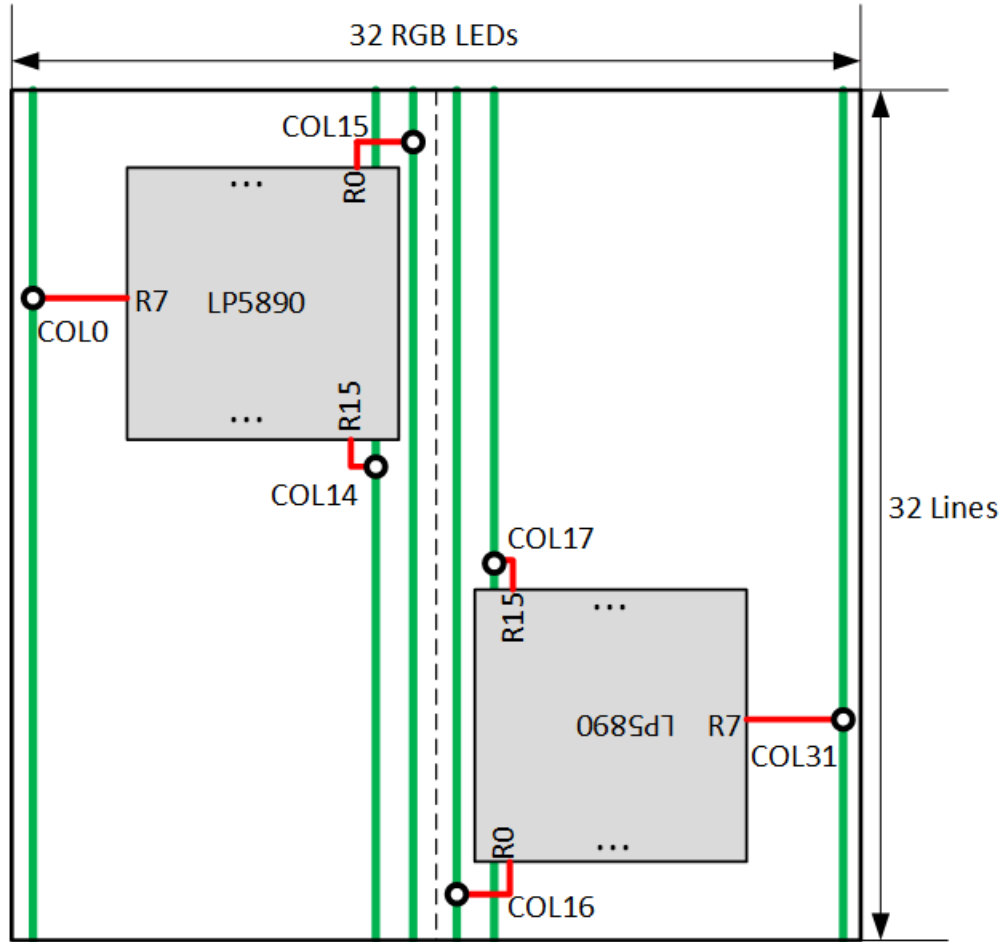 32 RGB LEDs
COL15
...
R0
R7
LP5890
COL0
...
R15
COL14
32 Lines
COL17
R15
...
LP5890
R7
COL31
R0
...
COL16